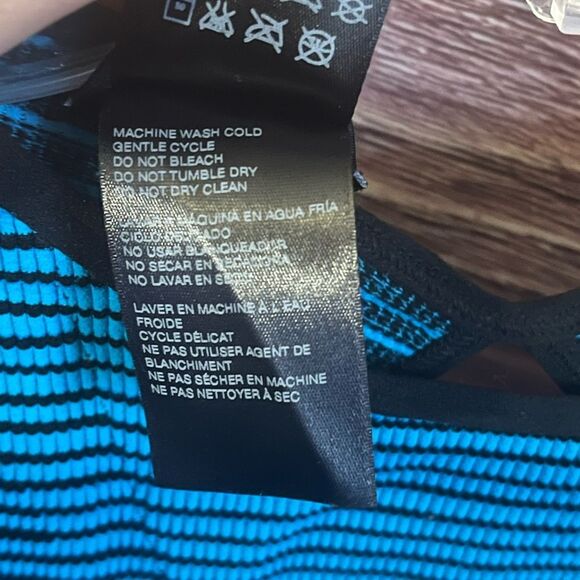 MACHINE WASH COLD
GENTLE CYCLE
DO NOT BLEACH
DO NOT TUMBLE DRY
DO NOT DRY CLEAN
EN AGUA FRÍA
NO USAR BLANQUEADAR
NO SECAR EN
NO LAVAR EN
LAVER EN MACHINE À L'EAU
FROIDE
CYCLE DÉLICAT
NE PAS UTILISER AGENT DE
BLANCHIMENT
NE PAS SÉCHER EN MACHINE
NE PAS NETTOYER À SEC